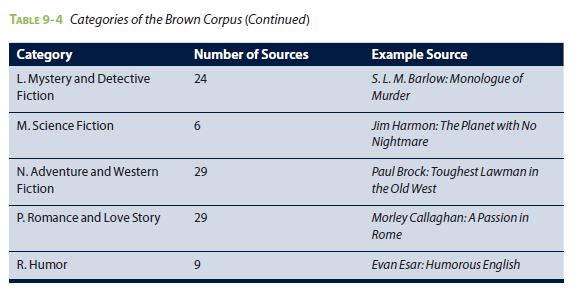 TABLE 9-4 Categories of the Brown Corpus (Continued)
Category Number of Sources Example Source
L. Mystery and Detective 24 S. L. M. Barlow: Monologue of
Fiction Murder
M. Science Fiction 6 Jim Harmon: The Planet with No
Nightmare
N. Adventure and Western 29 Paul Brock: Toughest Lawman in
Fiction the Old West
P. Romance and Love Story 29 Morley Callaghan: A Passion in
Rome
R. Humor 9 Evan Esar: Humorous English